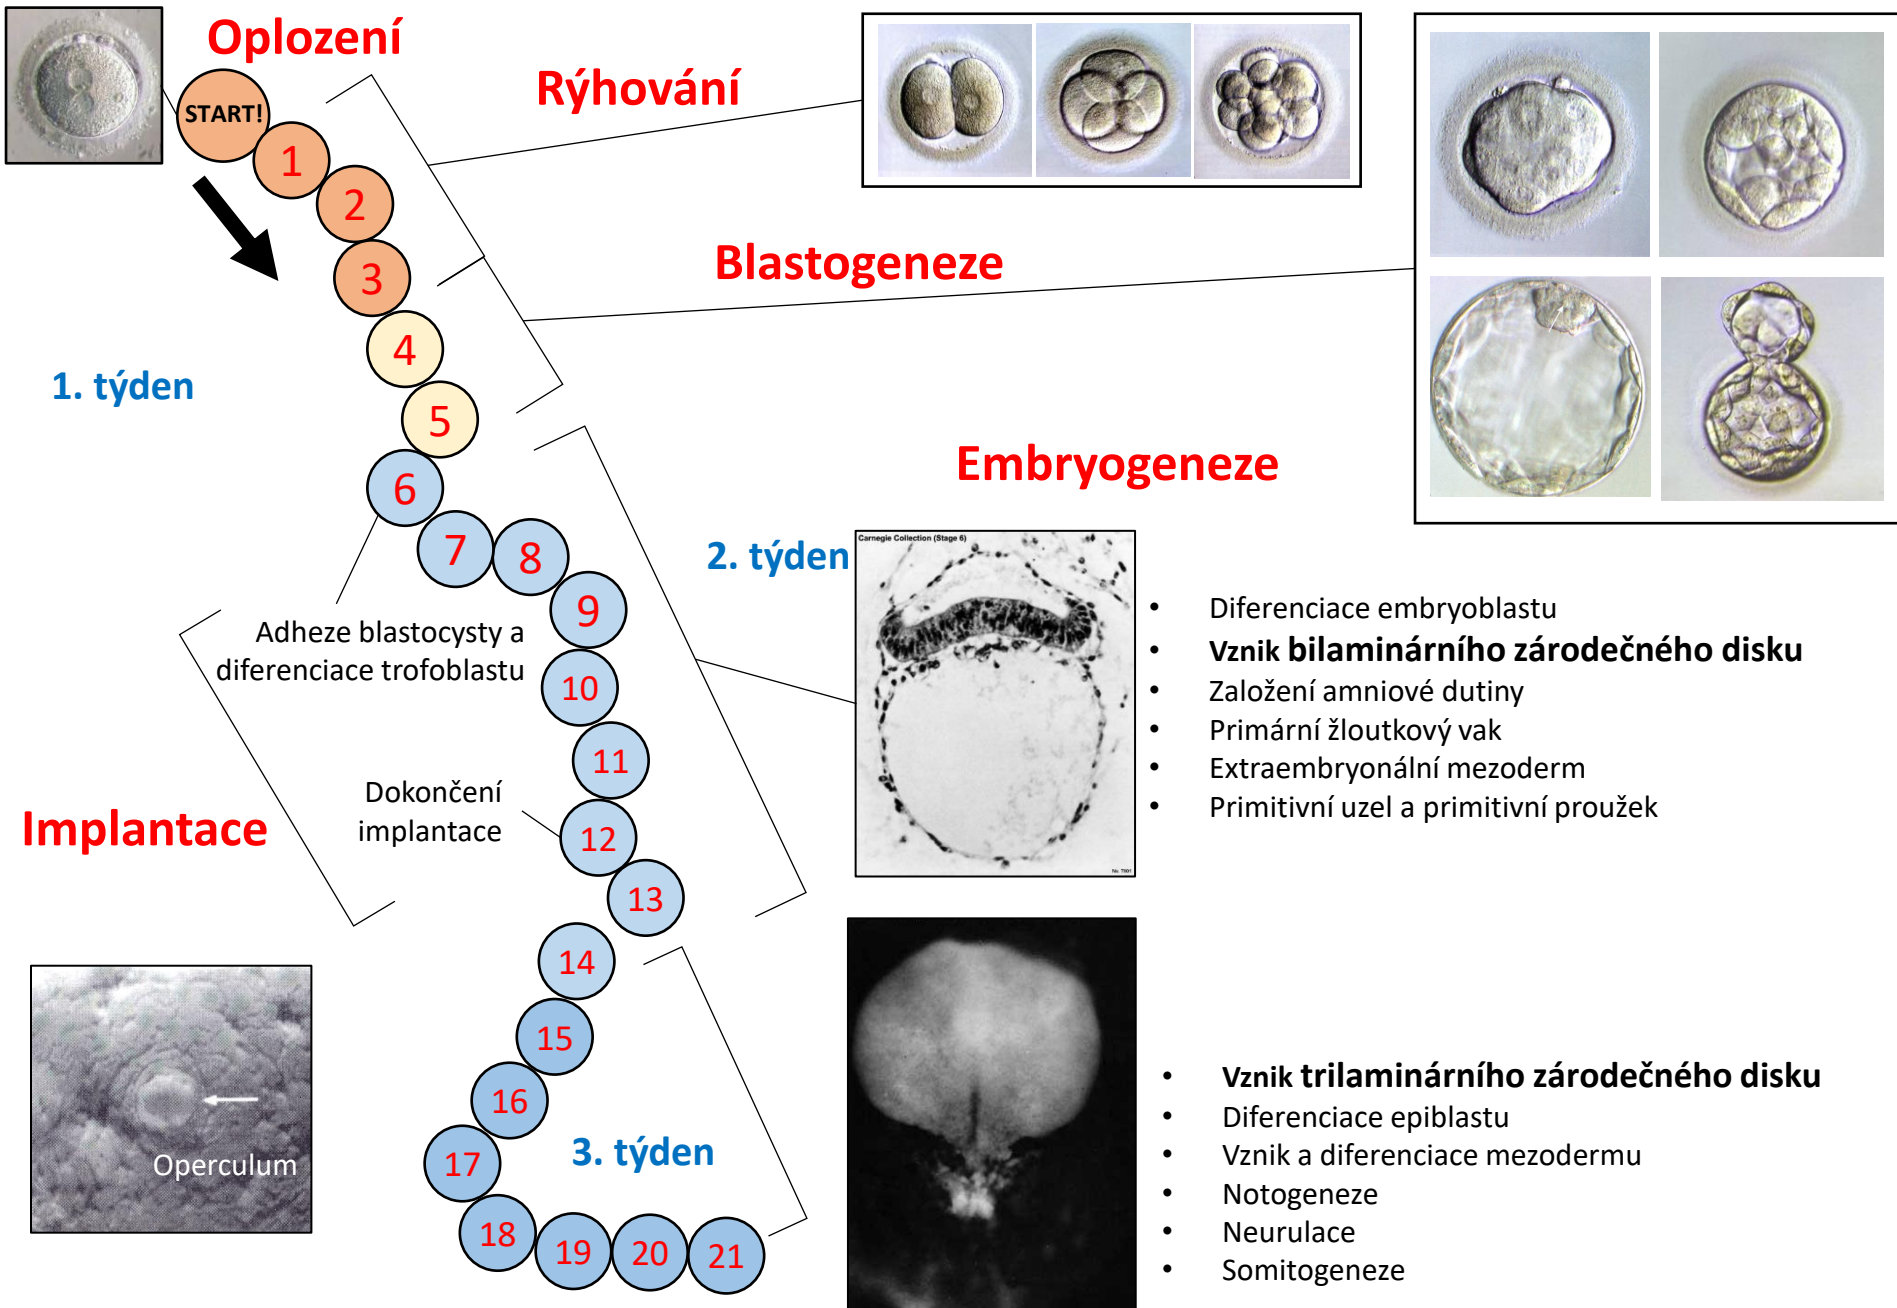 Oplození
START!
1
2
3
4
5
6
7
8
9
10
11
12
13
14
15
16
17
18
19
20
21
Rýhování
Blastogeneze
1. týden
Embryogeneze
2. týden
Carnegie Collection (Stage 6)
No. 7801
• Diferenciace embryoblastu
• Vznik bilaminárního zárodečného disku
• Založení amniové dutiny
• Primární žloutkový vak
• Extraembryonální mezoderm
• Primitivní uzel a primitivní proužek
Adheze blastocysty a
diferenciace trofoblastu
Dokončení
implantace
Implantace
Operculum
3. týden
• Vznik trilaminárního zárodečného disku
• Diferenciace epiblastu
• Vznik a diferenciace mezodermu
• Notogeneze
• Neurulace
• Somitogeneze